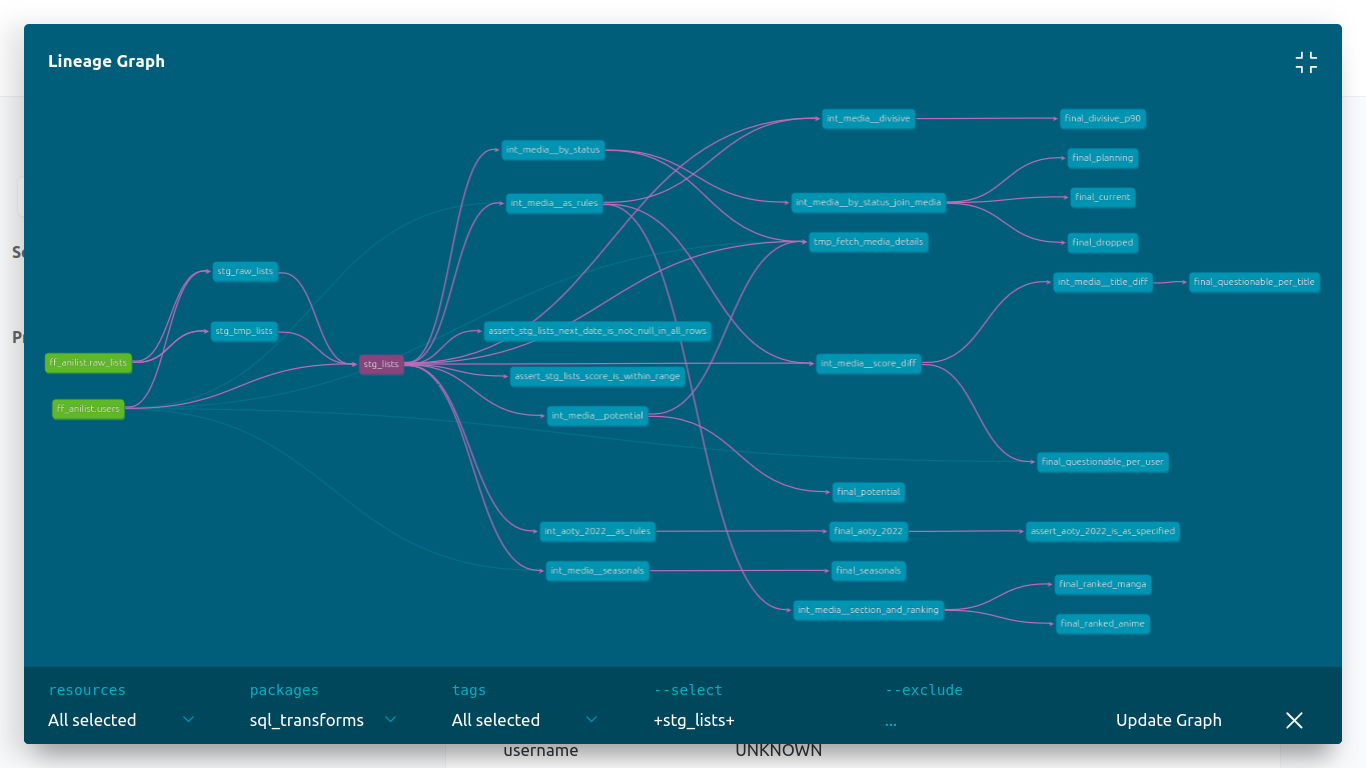 Lineage Graph
int_media__divisive
final_divisive_p90
int_media__by_status
final_planning
int_media__as_rules
int_media__by_status_join_media
final_current
tmp_fetch_media_details
final_dropped
stg_raw_lists
int_media__title_diff
final_questionable_per_title
stg_tmp_lists
assert_stg_lists_next_date_is_not_null_in_all_rows
ff_anilist.raw_lists
stg_lists
int_media__score_diff
assert_stg_lists_score_is_within_range
ff_anilist.users
int_media__potential
final_questionable_per_user
final_potential
int_aoty_2022__as_rules
final_aoty_2022
assert_aoty_2022_is_as_specified
int_media__seasonals
final_seasonals
final_ranked_manga
int_media__section_and_ranking
final_ranked_anime
resources
packages
tags
--select
--exclude
All selected
sql_transforms
All selected
+stg_lists+
...
Update Graph
username
UNKNOWN